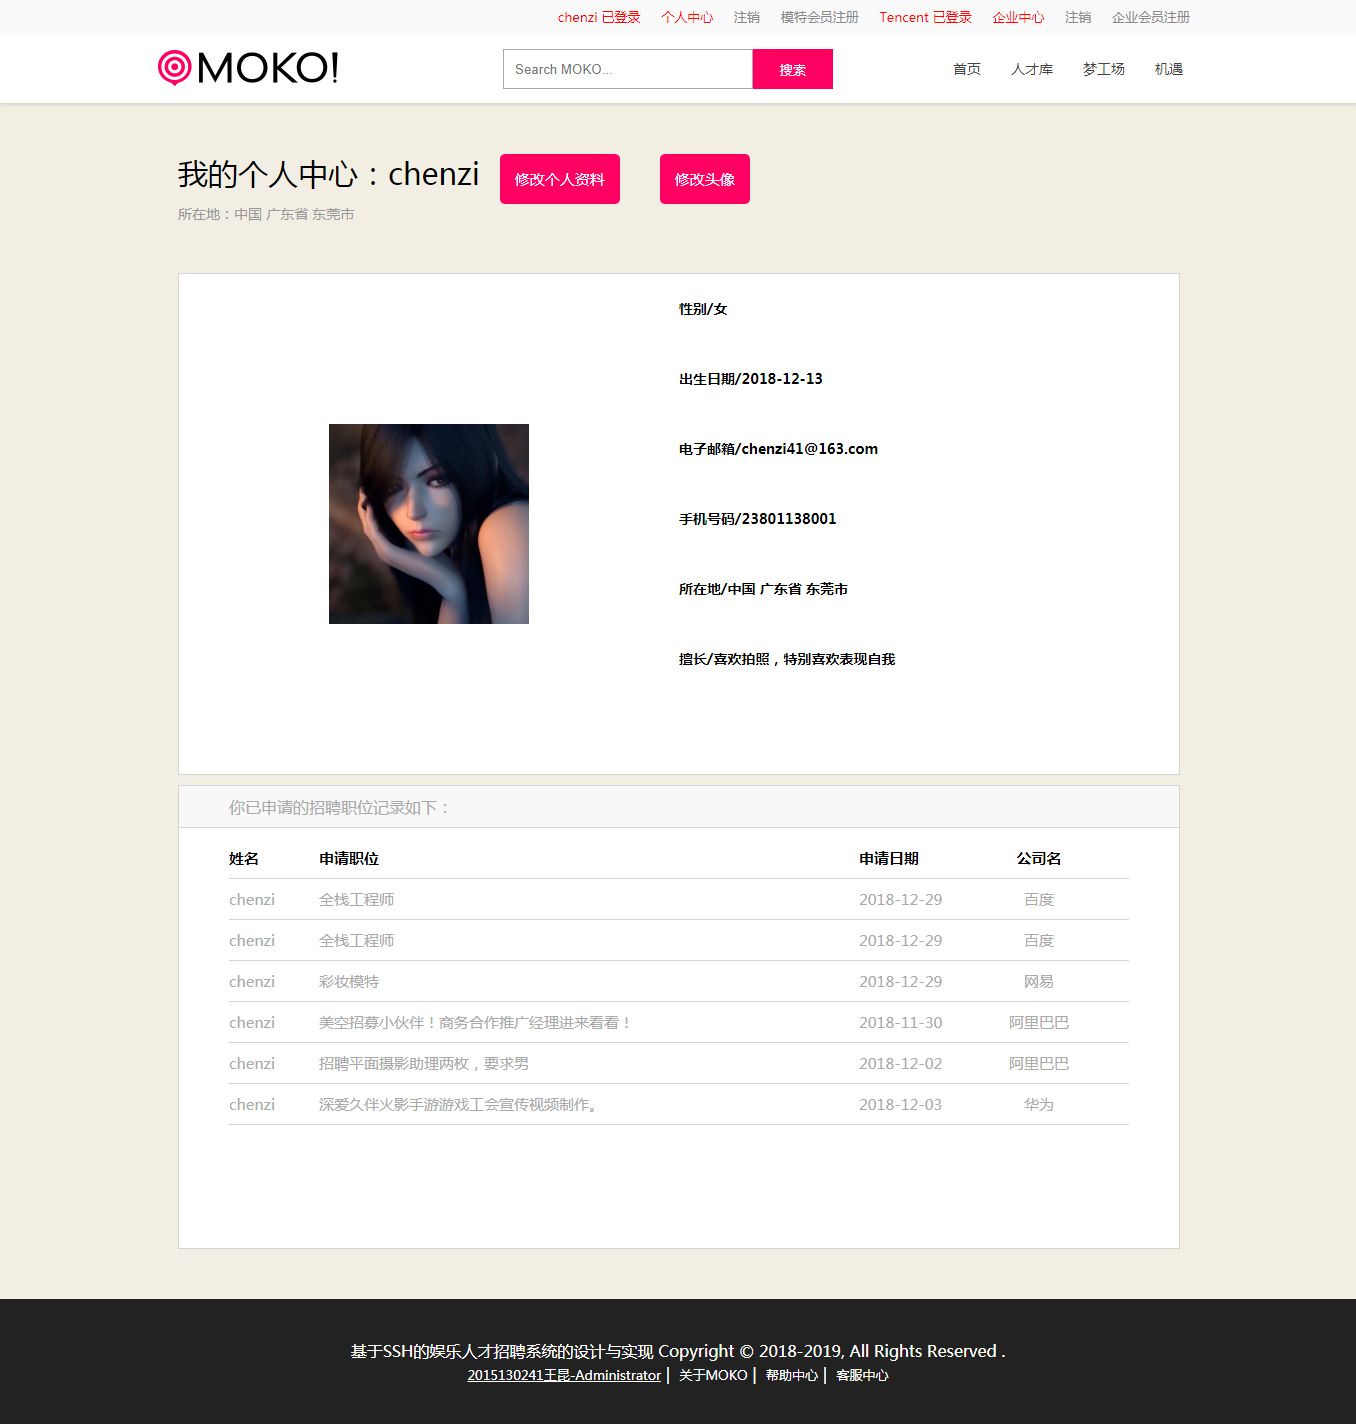 chenzi 已登录 个人中心 注销 模特会员注册 Tencent 已登录 企业中心 注销 企业会员注册
MOKO! Search MOKO... 搜索 首页 人才库 梦工场 机遇
我的个人中心：chenzi 修改个人资料 修改头像
所在地：中国 广东省 东莞市
性别/女
出生日期/2018-12-13
电子邮箱/chenzi41@163.com
手机号码/23801138001
所在地/中国 广东省 东莞市
擅长/喜欢拍照，特别喜欢表现自我
你已申请的招聘职位记录如下：
姓名 申请职位 申请日期 公司名
chenzi 全栈工程师 2018-12-29 百度
chenzi 全栈工程师 2018-12-29 百度
chenzi 彩妆模特 2018-12-29 网易
chenzi 美空招募小伙伴！商务合作推广经理进来看看！ 2018-11-30 阿里巴巴
chenzi 招聘平面摄影助理两枚，要求男 2018-12-02 阿里巴巴
chenzi 深爱久伴火影手游游戏工会宣传视频制作。 2018-12-03 华为
基于SSH的娱乐人才招聘系统的设计与实现 Copyright © 2018-2019, All Rights Reserved .
2015130241王昆-Administrator | 关于MOKO | 帮助中心 | 客服中心